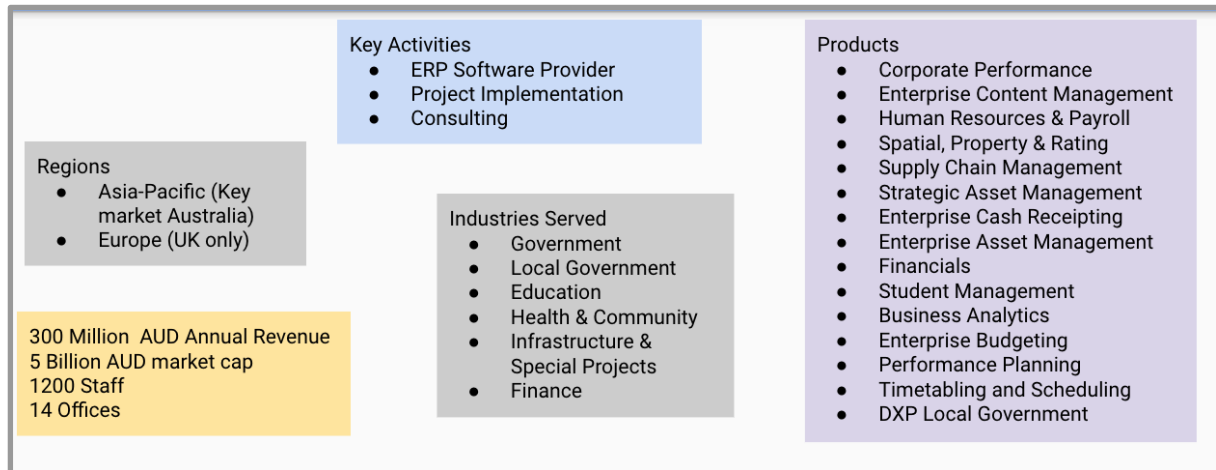 Key Activities
● ERP Software Provider
● Project Implementation
● Consulting
Products
● Corporate Performance
● Enterprise Content Management
● Human Resources & Payroll
● Spatial, Property & Rating
● Supply Chain Management
● Strategic Asset Management
● Enterprise Cash Receipting
● Enterprise Asset Management
● Financials
● Student Management
● Business Analytics
● Enterprise Budgeting
● Performance Planning
● Timetabling and Scheduling
● DXP Local Government
Regions
● Asia-Pacific (Key
market Australia)
● Europe (UK only)
Industries Served
● Government
● Local Government
● Education
● Health & Community
● Infrastructure &
Special Projects
● Finance
300 Million AUD Annual Revenue
5 Billion AUD market cap
1200 Staff
14 Offices